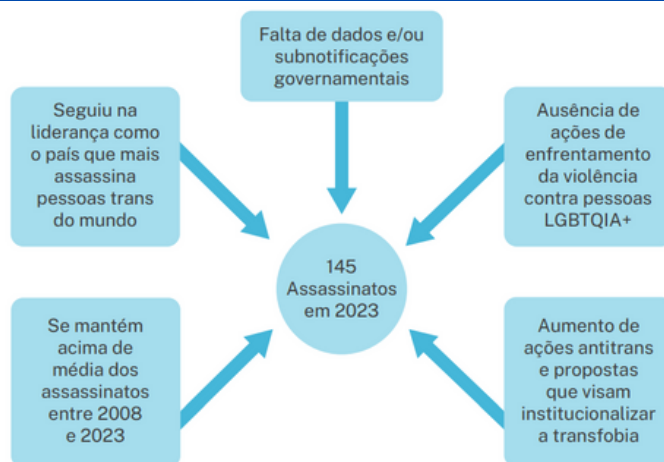 Falta de dados e/ou
subnotificações
governamentais
Seguiu na
liderança como
o país que mais
assassina
pessoas trans
do mundo
Ausência de
ações de
enfrentamento
da violência
contra pessoas
LGBTQIA+
145
Assassinatos
em 2023
Se mantém
acima de
média dos
assassinatos
entre 2008
e 2023
Aumento de
ações antitrans
e propostas
que visam
institucionalizar
a transfobia